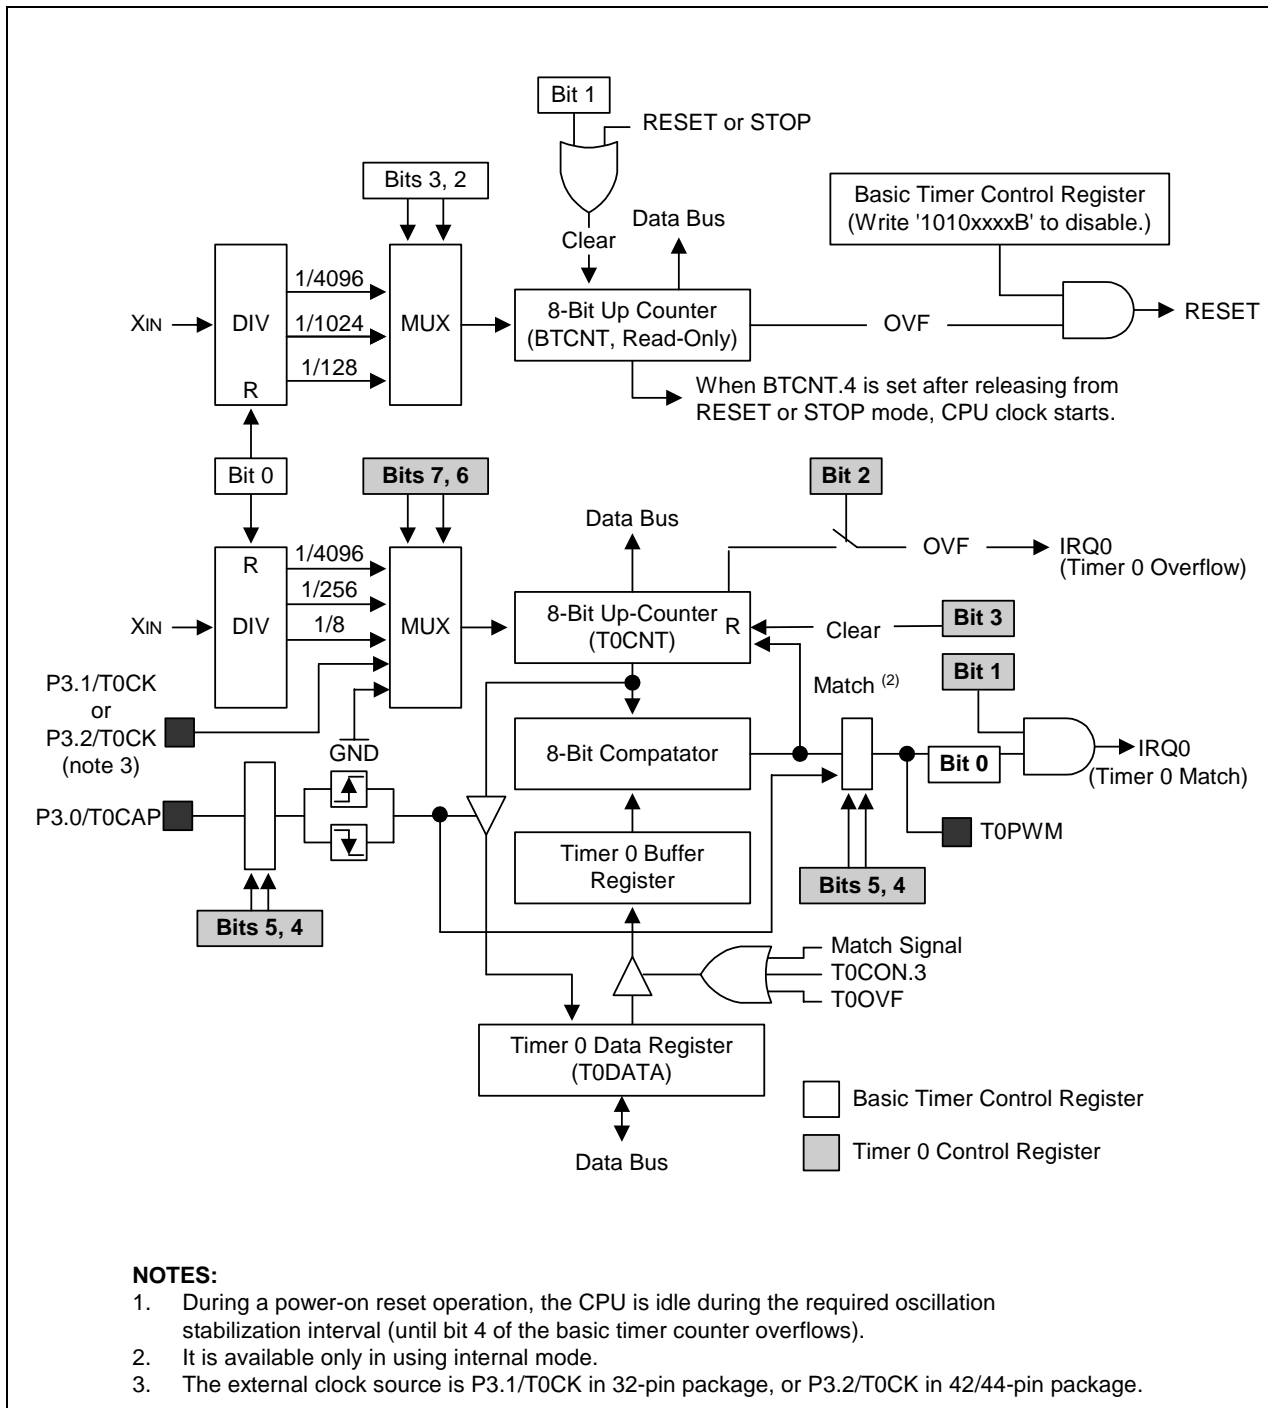 Bit 1
RESET or STOP
Bits 3, 2
Basic Timer Control Register
(Write '1010xxxxB' to disable.)
Data Bus
Clear
1/4096
XIN
DIV
1/1024
MUX
1/128
R
8-Bit Up Counter
(BTCNT, Read-Only)
OVF
RESET
When BTCNT.4 is set after releasing from
RESET or STOP mode, CPU clock starts.
Bit 0
Bits 7, 6
Bit 2
Data Bus
OVF
IRQ0
(Timer 0 Overflow)
R
1/4096
1/256
XIN
DIV
1/8
MUX
8-Bit Up-Counter
(T0CNT)
R
Clear
Bit 3
P3.1/T0CK
or
P3.2/T0CK
(note 3)
GND
Match (2)
Bit 1
8-Bit Compatator
Bit 0
IRQ0
(Timer 0 Match)
P3.0/T0CAP
T0PWM
Timer 0 Buffer
Register
Bits 5, 4
Bits 5, 4
Match Signal
T0CON.3
T0OVF
Timer 0 Data Register
(T0DATA)
Data Bus
Basic Timer Control Register
Timer 0 Control Register
NOTES:
1. During a power-on reset operation, the CPU is idle during the required oscillation
stabilization interval (until bit 4 of the basic timer counter overflows).
2. It is available only in using internal mode.
3. The external clock source is P3.1/T0CK in 32-pin package, or P3.2/T0CK in 42/44-pin package.